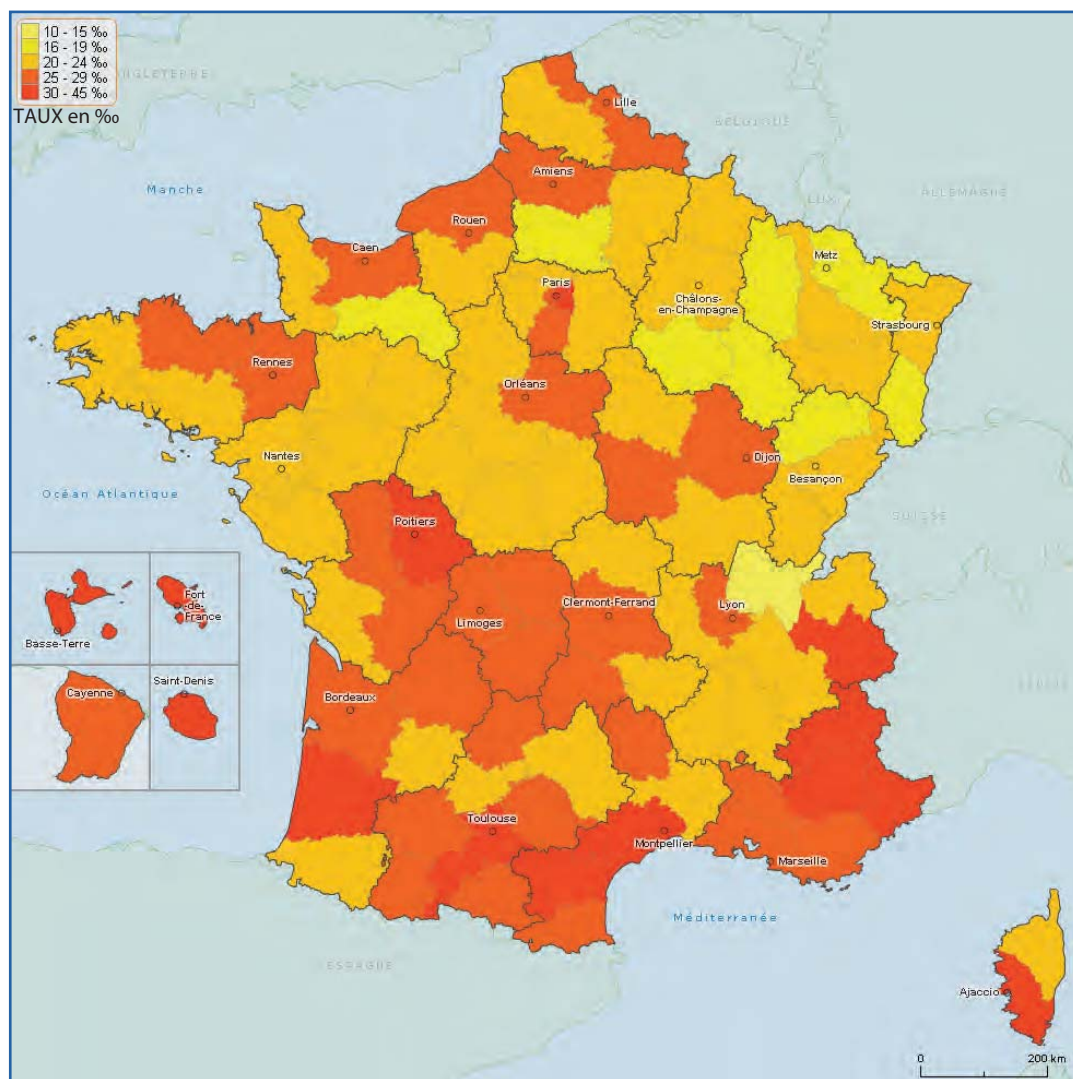 10 - 15 ‰
16 - 19 ‰
20 - 24 ‰
25 - 29 ‰
30 - 45 ‰
TAUX en ‰
ANGLETERRE
Lille
BELGIQUE
Manche
Amiens
LUX
ALLEMAGNE
Rouen
Caen
Metz
Paris
Châlons-
en-Champagne
Strasbourg
Rennes
Orléans
Nantes
Dijon
Besançon
Océan Atlantique
SUISSE
Poitiers
Fort
-de-
France
Basse-Terre
Limoges
Clermont-Ferrand
Lyon
Cayenne
Saint-Denis
Bordeaux
Toulouse
Montpellier
Marseille
Méditerranée
ESPAGNE
Ajaccio
0 200 km